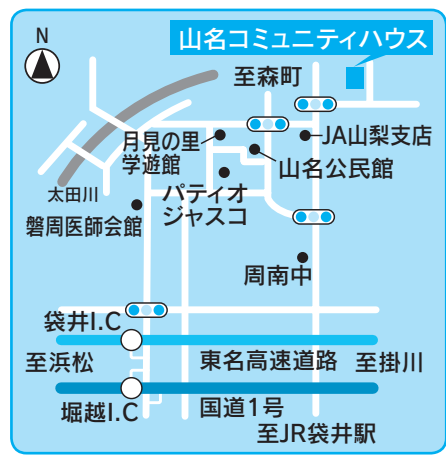 N
山名コミュニティハウス
至森町
月見の里
学遊館
JA山梨支店
山名公民館
太田川
パティオ
ジャスコ
磐周医師会館
周南中
袋井I.C
至浜松
東名高速道路
至掛川
堀越I.C
国道1号
至JR袋井駅